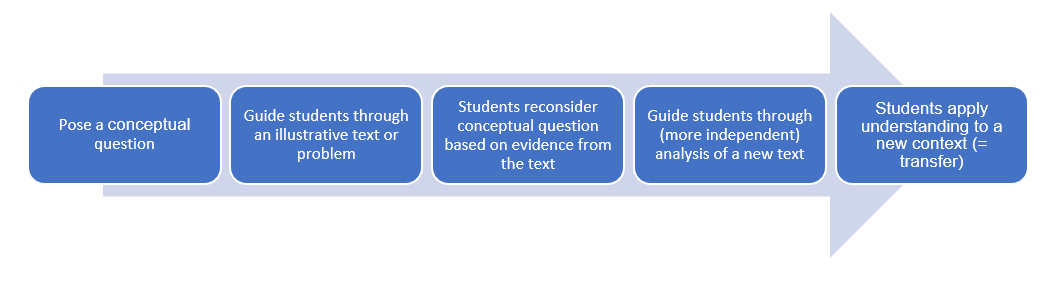 Pose a conceptual
question
Guide students through
an illustrative text or
problem
Students reconsider
conceptual question
based on evidence from
the text
Guide students through
(more independent)
analysis of a new text
Students apply
understanding to a
new context (=
transfer)